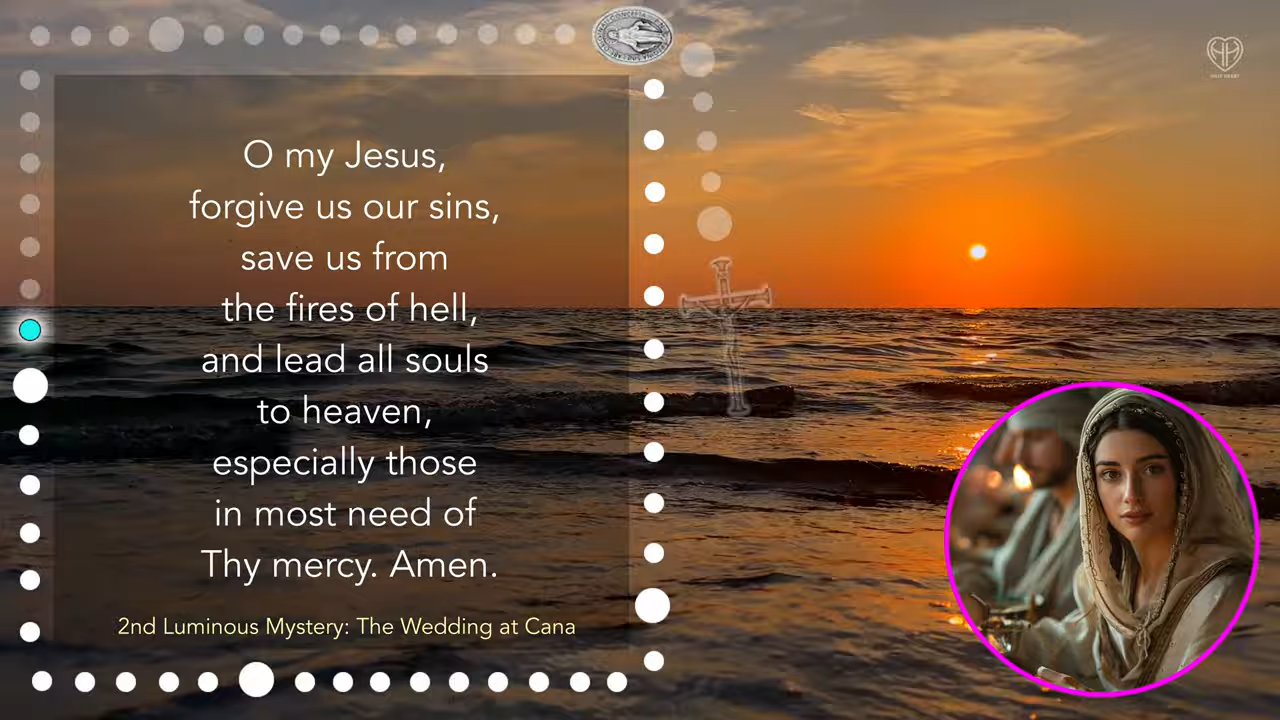 O my Jesus,
forgive us our sins,
save us from
the fires of hell,
and lead all souls
to heaven,
especially those
in most need of
Thy mercy. Amen.
2nd Luminous Mystery: The Wedding at Cana